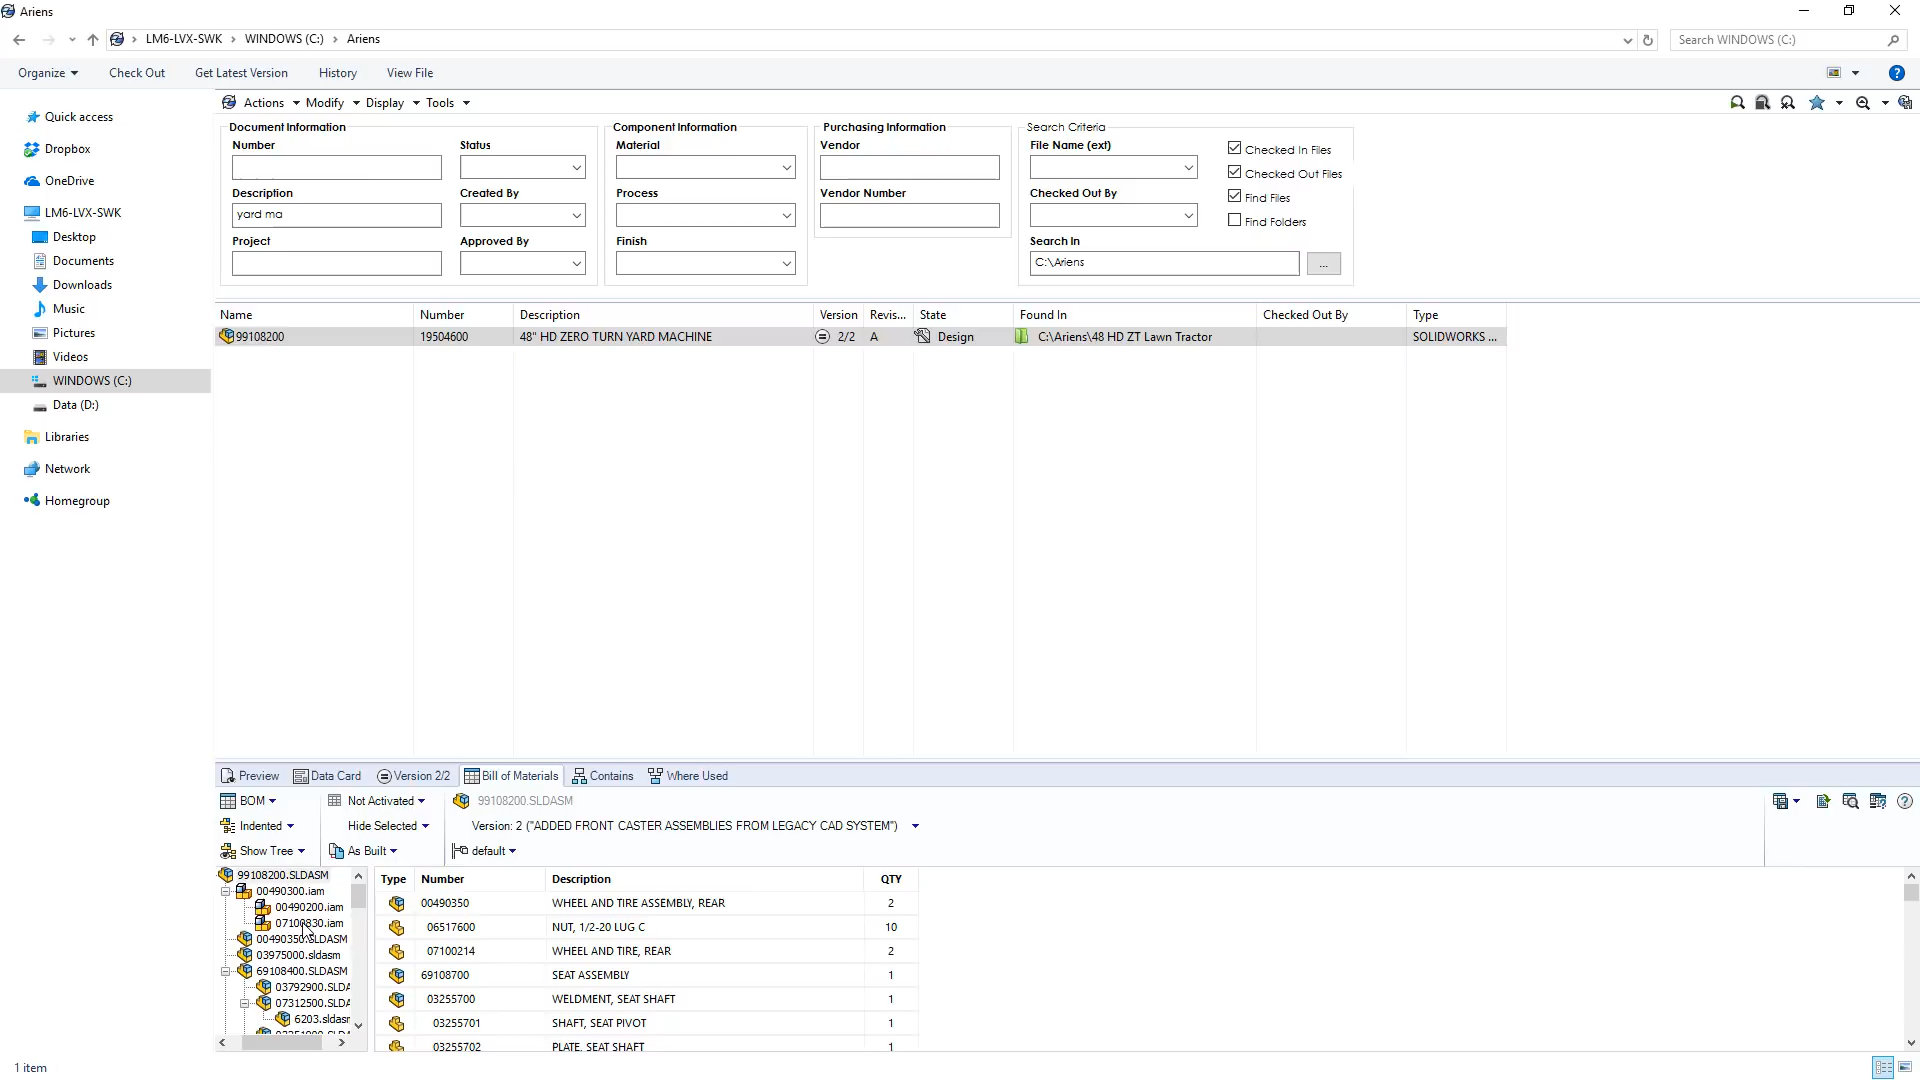 Ariens
LM6-LVX-SWK > WINDOWS (C:) > Ariens
Search WINDOWS (C:)
Organize
Check Out
Get Latest Version
History
View File
Quick access
Dropbox
OneDrive
LM6-LVX-SWK
Desktop
Documents
Downloads
Music
Pictures
Videos
WINDOWS (C:)
Data (D:)
Libraries
Network
Homegroup
Actions Modify Display Tools
Document Information
Number
Status
Description
Created By
yard ma
Project
Approved By
Component Information
Material
Process
Finish
Purchasing Information
Vendor
Vendor Number
Search Criteria
File Name (ext)
Checked Out By
Search In
C:\Ariens
...
Checked In Files
Checked Out Files
Find Files
Find Folders
Name Number Description Version Revis... State Found In Checked Out By Type
99108200 19504600 48" HD ZERO TURN YARD MACHINE 2/2 A Design C:\Ariens\48 HD ZT Lawn Tractor SOLIDWORKS ...
Preview Data Card Version 2/2 Bill of Materials Contains Where Used
BOM Not Activated 99108200.SLDASM
Indented Hide Selected Version: 2 ("ADDED FRONT CASTER ASSEMBLIES FROM LEGACY CAD SYSTEM")
Show Tree As Built default
99108200.SLDASM
00490300.iam
00490200.iam
07100830.iam
00490350.SLDASM
03975000.sldasm
69108400.SLDASM
03792900.SLDA
07312500.SLDA
6203.sldasr
Type Number Description QTY
00490350 WHEEL AND TIRE ASSEMBLY, REAR 2
06517600 NUT, 1/2-20 LUG C 10
07100214 WHEEL AND TIRE, REAR 2
69108700 SEAT ASSEMBLY 1
03255700 WELDMENT, SEAT SHAFT 1
03255701 SHAFT, SEAT PIVOT 1
03255702 PLATE, SEAT SHAFT 1
1 item